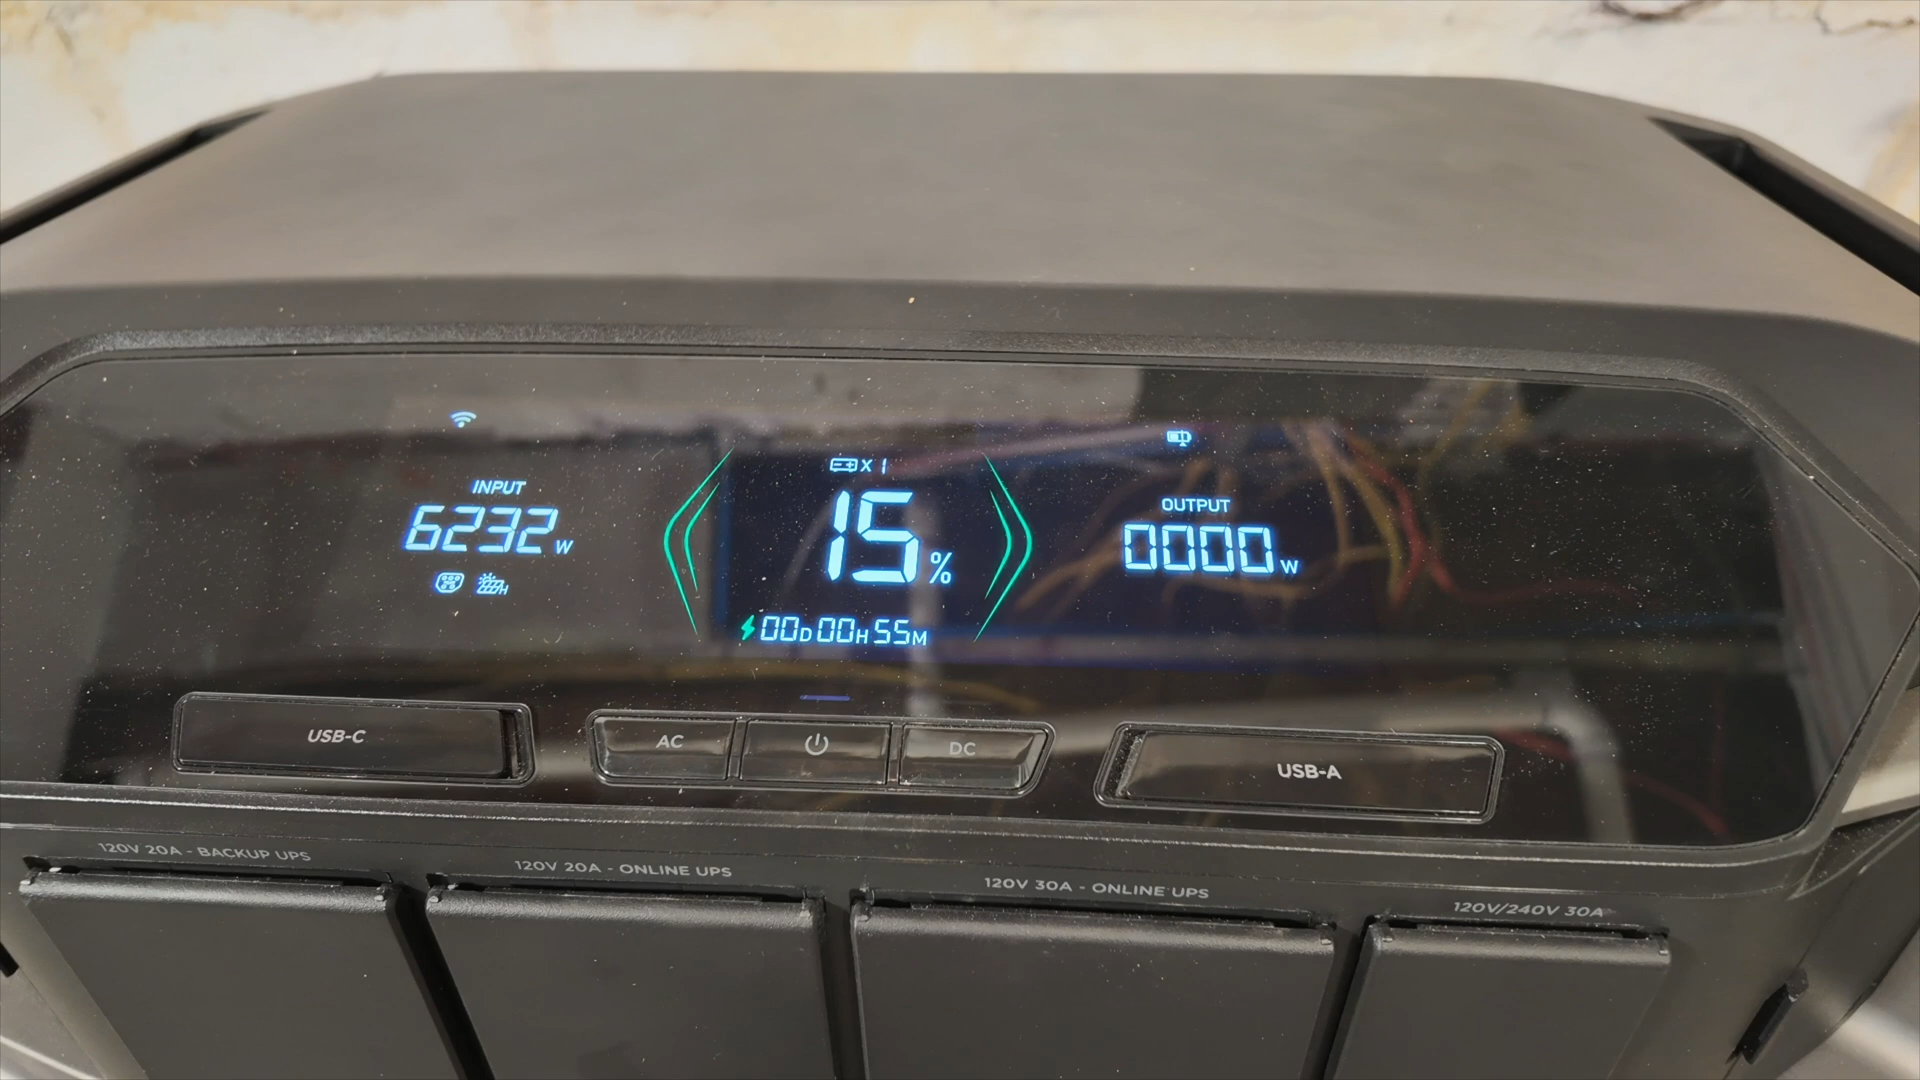 INPUT
6232 W
X 1
15 %
00D 00H 55M
OUTPUT
0000 W
USB-C
AC
DC
USB-A
120V 20A - BACKUP UPS
120V 20A - ONLINE UPS
120V 30A - ONLINE UPS
120V/240V 30A